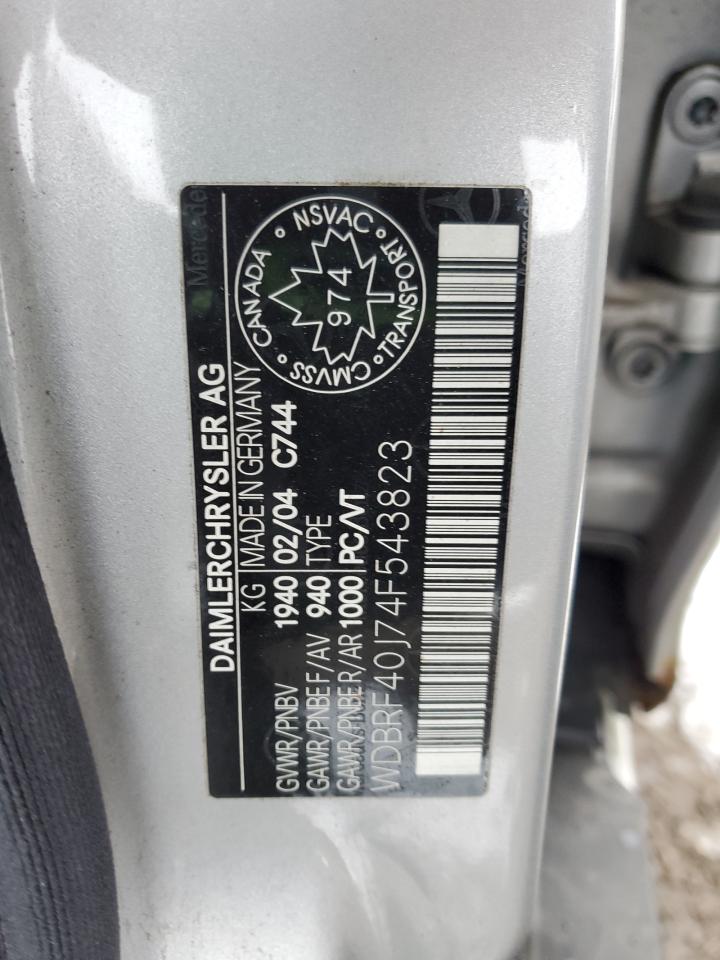 DAIMLERCHRYSLER AG
KG MADE IN GERMANY
GVWR/PNBV 1940 02/04 C744
GAWR/PNBE F/AV 940 TYPE
GAWR/PNBE R/AR 1000 PC/VT
WDBRF40J74F543823
CANADA NSVAC TRANSPORT CMVSS
974
Mercedes